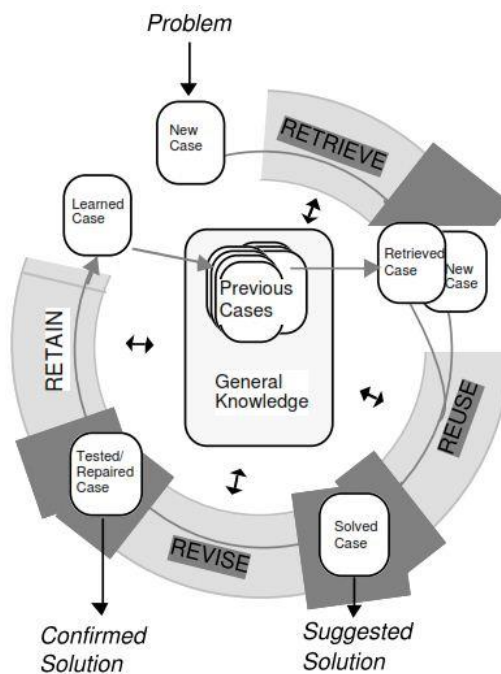 Problem
New
Case
RETRIEVE
Learned
Case
Retrieved
Case
New
Case
Previous
Cases
General
Knowledge
RETAIN
REUSE
Tested/
Repaired
Case
Solved
Case
REVISE
Confirmed
Solution
Suggested
Solution